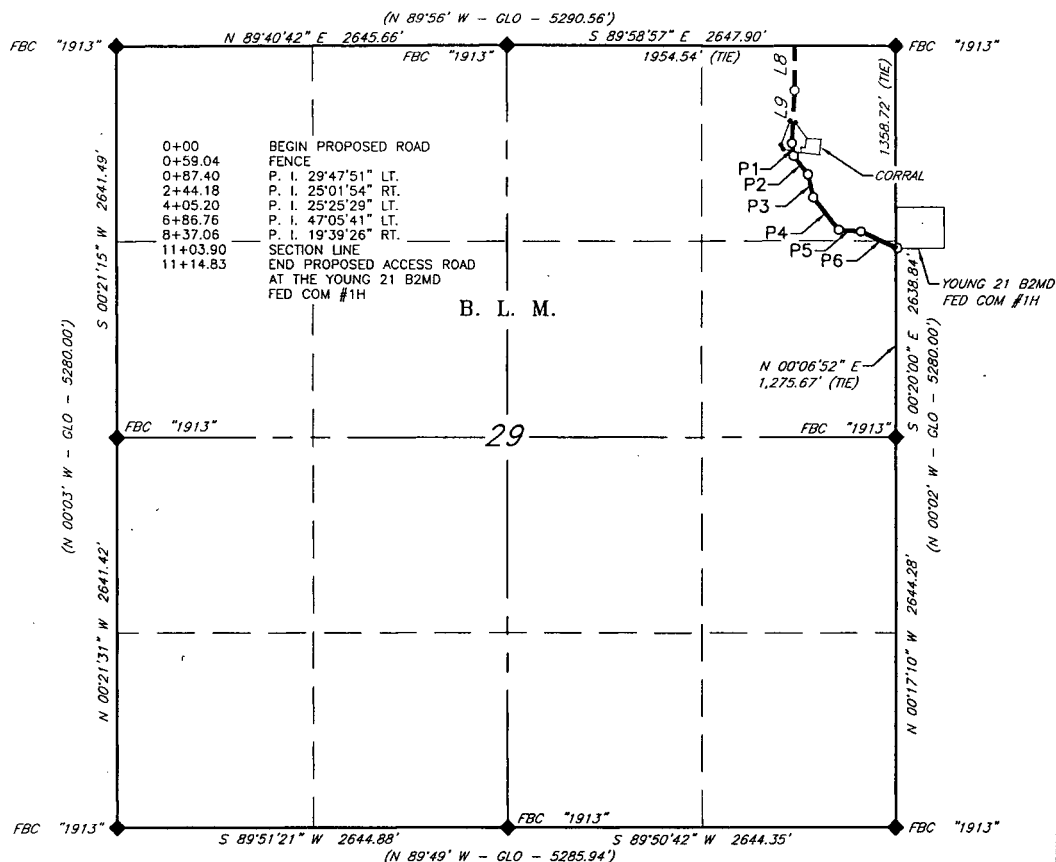 (N 89°56' W - GLO - 5290.56')
FBC "1913"
N 89°40'42" E 2645.66'
FBC "1913"
S 89°58'57" E 2647.90'
1954.54' (TIE)
FBC "1913"
L8
L9
1358.72' (TIE)
0+00 BEGIN PROPOSED ROAD
0+59.04 FENCE
0+87.40 P. I. 29°47'51" LT.
2+44.18 P. I. 25°01'54" RT.
4+05.20 P. I. 25°25'29" LT.
6+86.76 P. I. 47°05'41" LT.
8+37.06 P. I. 19°39'26" RT.
11+03.90 SECTION LINE
11+14.83 END PROPOSED ACCESS ROAD
AT THE YOUNG 21 B2MD
FED COM #1H
P1
P2
P3
P4
P5
P6
CORRAL
YOUNG 21 B2MD
FED COM #1H
B. L. M.
N 00°06'52" E
1,275.67' (TIE)
S 00°21'15" W 2641.49'
(N 00°03' W - GLO - 5280.00')
S 00°20'00" E 2638.84'
(N 00°02' W - GLO - 5280.00')
FBC "1913"
29
FBC "1913"
N 00°21'31" W 2641.42'
N 00°17'10" W 2644.28'
FBC "1913"
S 89°51'21" W 2644.88'
FBC "1913"
S 89°50'42" W 2644.35'
FBC "1913"
(N 89°49' W - GLO - 5285.94')